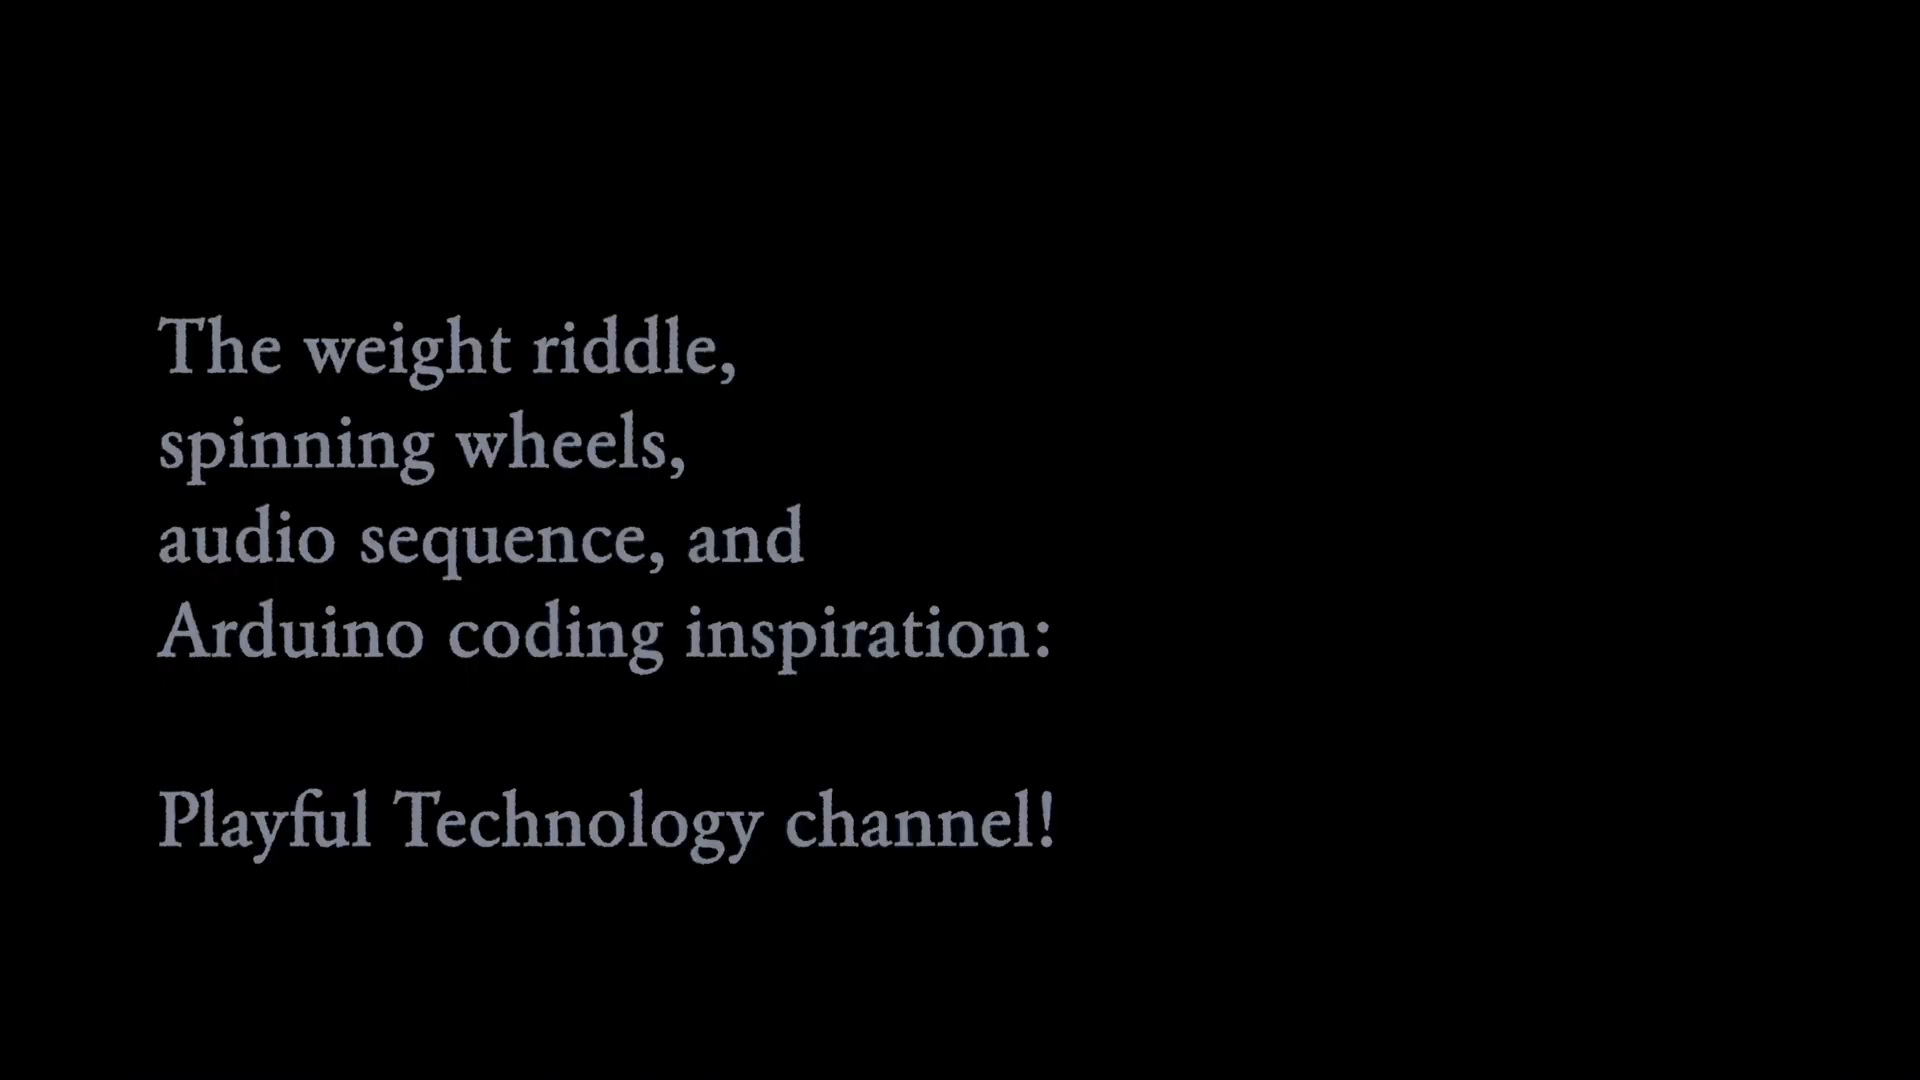 The weight riddle,
spinning wheels,
audio sequence, and
Arduino coding inspiration:
Playful Technology channel!